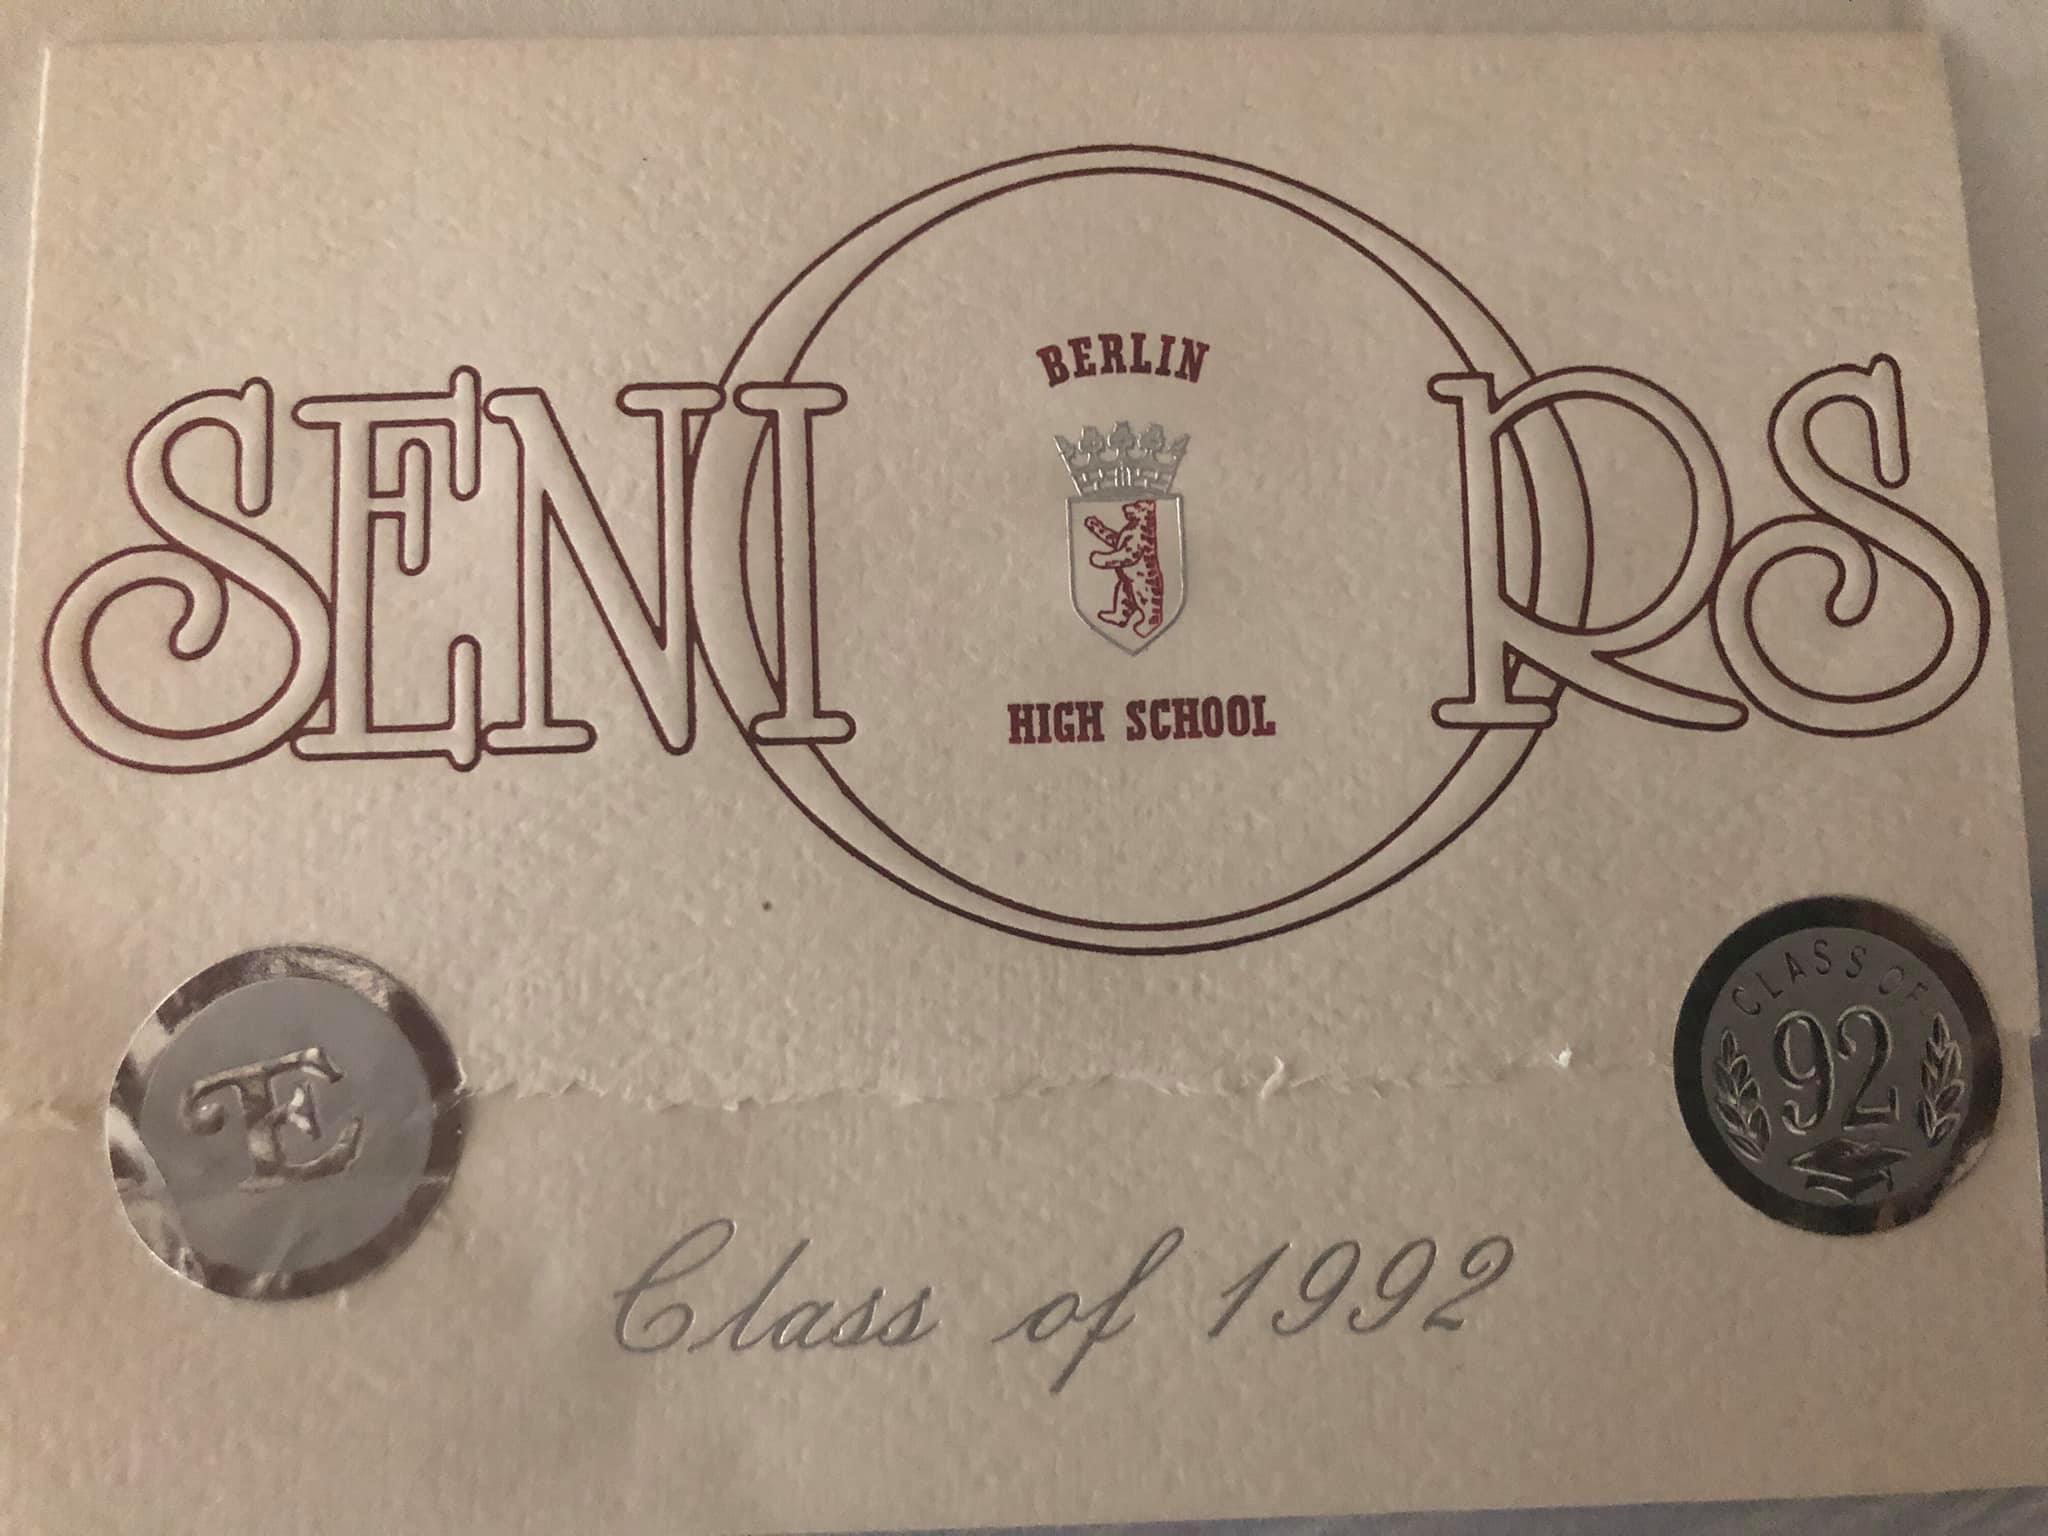 SENIORS
BERLIN
HIGH SCHOOL
E
CLASS OF
92
Class of 1992